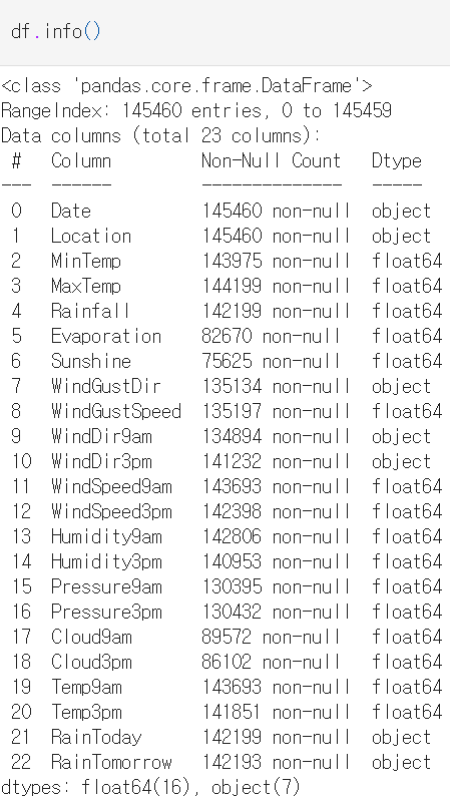 df.info()
<class 'pandas.core.frame.DataFrame'>
RangeIndex: 145460 entries, 0 to 145459
Data columns (total 23 columns):
 #   Column         Non-Null Count   Dtype
---  ------         --------------   -----
 0   Date           145460 non-null  object
 1   Location       145460 non-null  object
 2   MinTemp        143975 non-null  float64
 3   MaxTemp        144199 non-null  float64
 4   Rainfall       142199 non-null  float64
 5   Evaporation    82670 non-null   float64
 6   Sunshine       75625 non-null   float64
 7   WindGustDir    135134 non-null  object
 8   WindGustSpeed  135197 non-null  float64
 9   WindDir9am     134894 non-null  object
 10  WindDir3pm     141232 non-null  object
 11  WindSpeed9am   143693 non-null  float64
 12  WindSpeed3pm   142398 non-null  float64
 13  Humidity9am    142806 non-null  float64
 14  Humidity3pm    140953 non-null  float64
 15  Pressure9am    130395 non-null  float64
 16  Pressure3pm    130432 non-null  float64
 17  Cloud9am       89572 non-null   float64
 18  Cloud3pm       86102 non-null   float64
 19  Temp9am        143693 non-null  float64
 20  Temp3pm        141851 non-null  float64
 21  RainToday      142199 non-null  object
 22  RainTomorrow   142193 non-null  object
dtypes: float64(16), object(7)